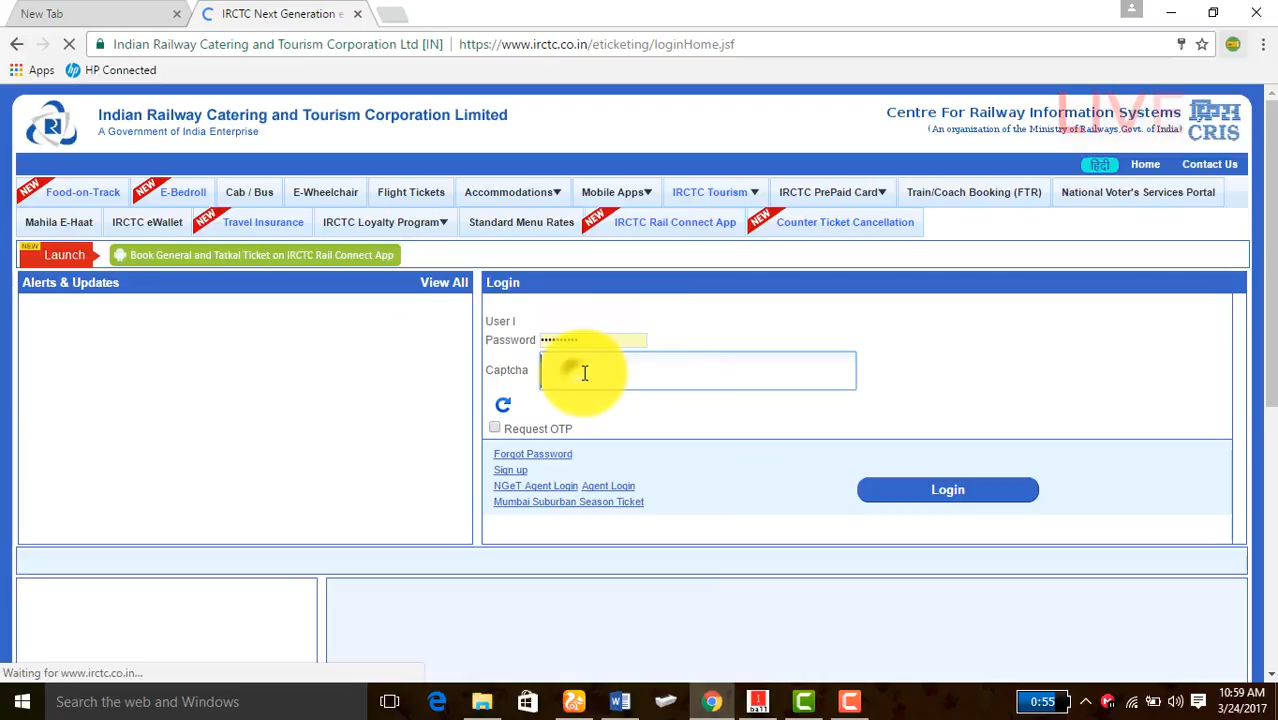 New Tab
IRCTC Next Generation e
Indian Railway Catering and Tourism Corporation Ltd [IN] https://www.irctc.co.in/eticketing/loginHome.jsf
Apps HP Connected
Indian Railway Catering and Tourism Corporation Limited
A Government of India Enterprise
Centre For Railway Information Systems
(An organization of the Ministry of Railways,Govt. of India)
क्रिस
CRIS
LIVE
हिंदी Home Contact Us
NEW Food-on-Track NEW E-Bedroll Cab / Bus E-Wheelchair Flight Tickets Accommodations Mobile Apps IRCTC Tourism IRCTC PrePaid Card Train/Coach Booking (FTR) National Voter's Services Portal
Mahila E-Haat IRCTC eWallet NEW Travel Insurance IRCTC Loyalty Program Standard Menu Rates NEW IRCTC Rail Connect App NEW Counter Ticket Cancellation
NEW Launch Book General and Tatkal Ticket on IRCTC Rail Connect App
Alerts & Updates View All
Login
User I
Password ••••••••••
Captcha
Request OTP
Forgot Password
Sign up
NGeT Agent Login Agent Login
Mumbai Suburban Season Ticket
Login
Waiting for www.irctc.co.in...
Search the web and Windows
iball
0:55
10:59 AM
3/24/2017